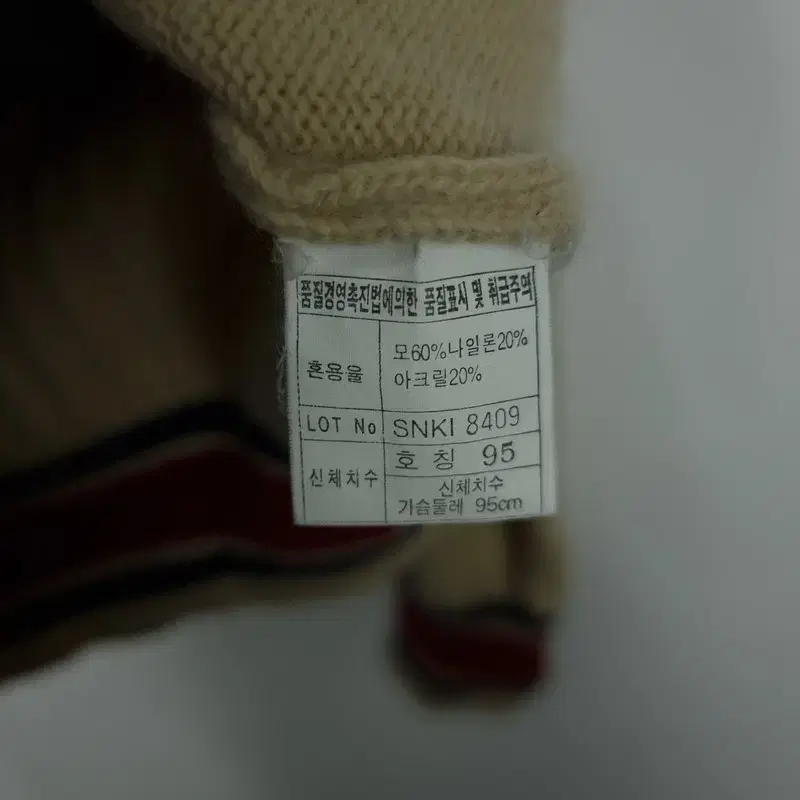 품질경영촉진법에의한 품질표시 및 취급주역
혼용율
모60%나일론20%
아크릴20%
LOT No
SNKI 8409
신체치수
호칭 95
신체치수
가슴둘레 95cm